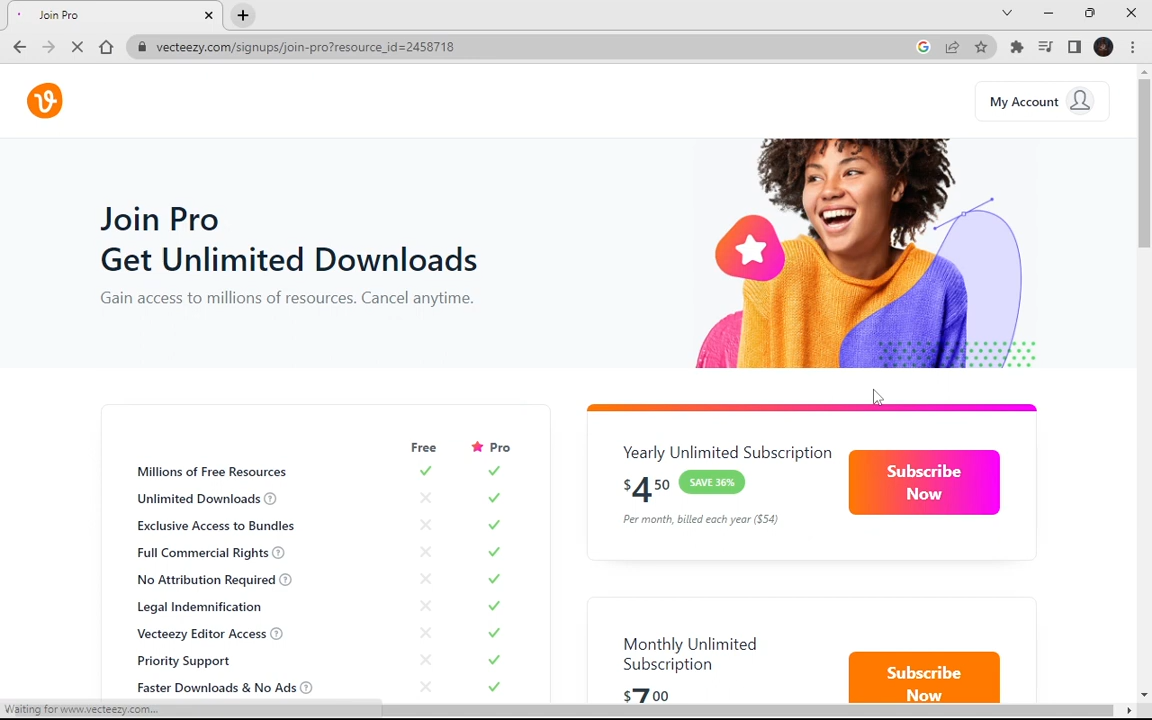 Join Pro
vecteezy.com/signups/join-pro?resource_id=2458718
My Account
Join Pro
Get Unlimited Downloads
Gain access to millions of resources. Cancel anytime.
Free Pro
Millions of Free Resources
Unlimited Downloads ?
Exclusive Access to Bundles
Full Commercial Rights ?
No Attribution Required ?
Legal Indemnification
Vecteezy Editor Access ?
Priority Support
Faster Downloads & No Ads ?
Yearly Unlimited Subscription
$4 50 SAVE 36%
Per month, billed each year ($54)
Subscribe
Now
Monthly Unlimited
Subscription
$7 00
Subscribe
Now
Waiting for www.vecteezy.com...